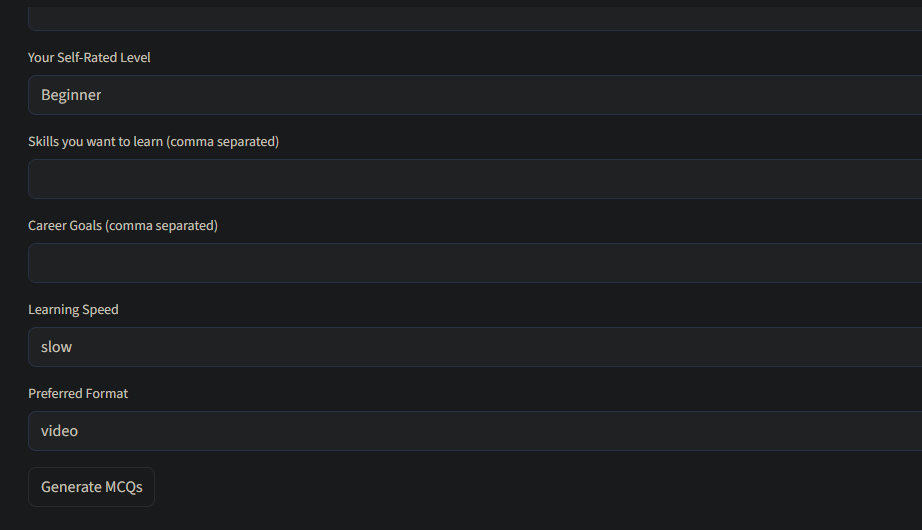 Your Self-Rated Level
Beginner
Skills you want to learn (comma separated)
Career Goals (comma separated)
Learning Speed
slow
Preferred Format
video
Generate MCQs